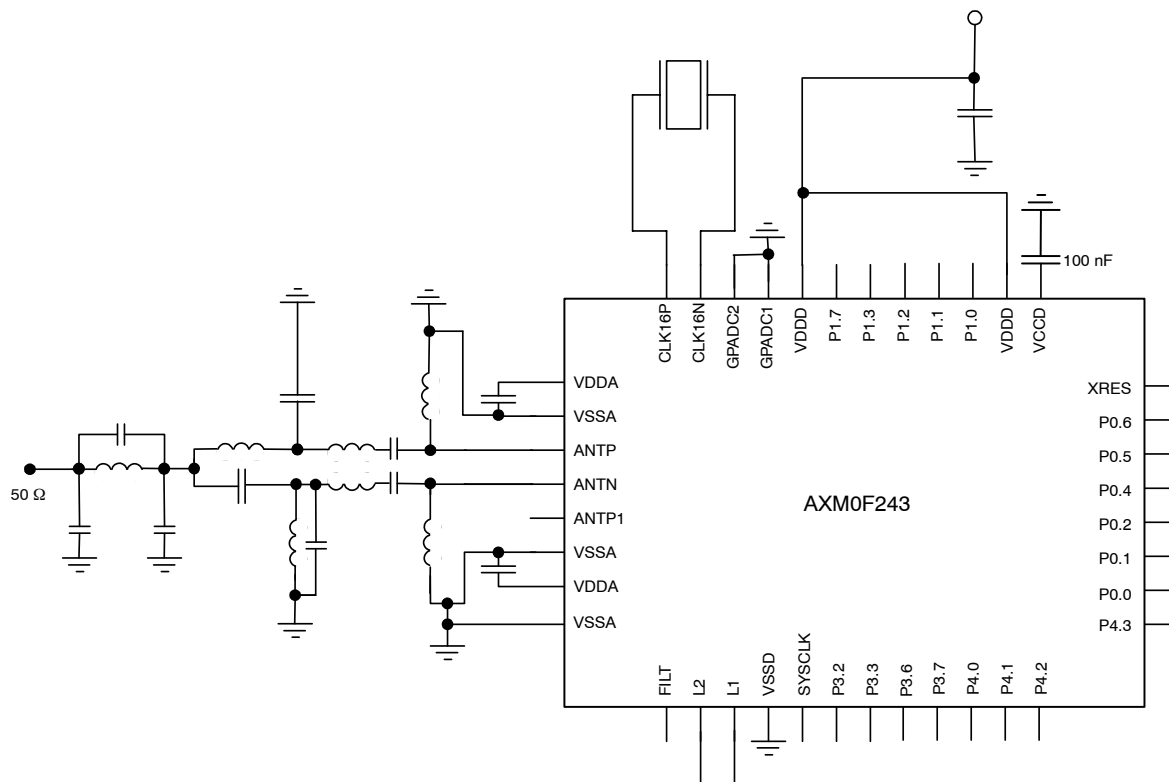 100 nF
CLK16P
CLK16N
GPADC2
GPADC1
VDDD
P1.7
P1.3
P1.2
P1.1
P1.0
VDDD
VCCD
VDDA
VSSA
ANTP
ANTN
ANTP1
VSSA
VDDA
VSSA
50 Ω
AXM0F243
XRES
P0.6
P0.5
P0.4
P0.2
P0.1
P0.0
P4.3
FILT
L2
L1
VSSD
SYSCLK
P3.2
P3.3
P3.6
P3.7
P4.0
P4.1
P4.2